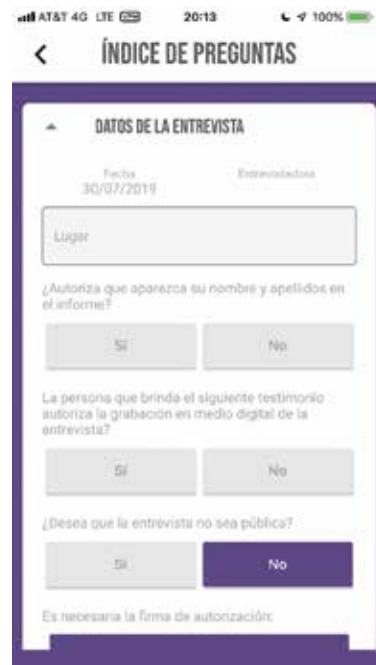 AT&T 4G LTE 20:13 100%
ÍNDICE DE PREGUNTAS
DATOS DE LA ENTREVISTA
Fecha Entrevistadora
30/07/2019
Lugar
¿Autoriza que aparezca su nombre y apellidos en
el informe?
Sí No
La persona que brinda el siguiente testimonio
autoriza la grabación en medio digital de la
entrevista?
Sí No
¿Desea que la entrevista no sea pública?
Sí No
Es necesaria la firma de autorización: